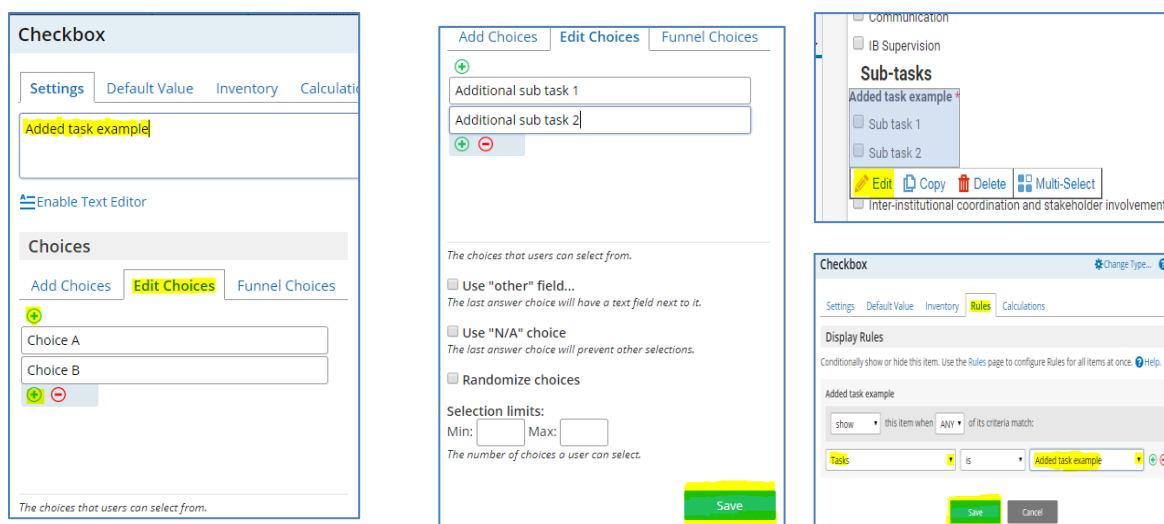 Checkbox
Settings Default Value Inventory
Added task example
Enable Text Editor
Choices
Add Choices Edit Choices Funnel Choices
Choice A
Choice B
The choices that users can select from.
Add Choices Edit Choices Funnel Choices
Additional sub task 1
Additional sub task 2
The choices that users can select from.
Use "other" field...
The last answer choice will have a text field next to it.
Use "N/A" choice
The last answer choice will prevent other selections.
Randomize choices
Selection limits:
Min: Max:
The number of choices a user can select.
Save
Communication
IB Supervision
Sub-tasks
Added task example *
Sub task 1
Sub task 2
Edit Copy Delete Multi-Select
Inter-institutional coordination and stakeholder involvement
Checkbox Change Type...
Settings Default Value Inventory Rules Calculations
Display Rules
Conditionally show or hide this item. Use the Rules page to configure Rules for all items at once. Help.
Added task example
show this item when ANY of its criteria match:
Tasks is Added task example
Save Cancel